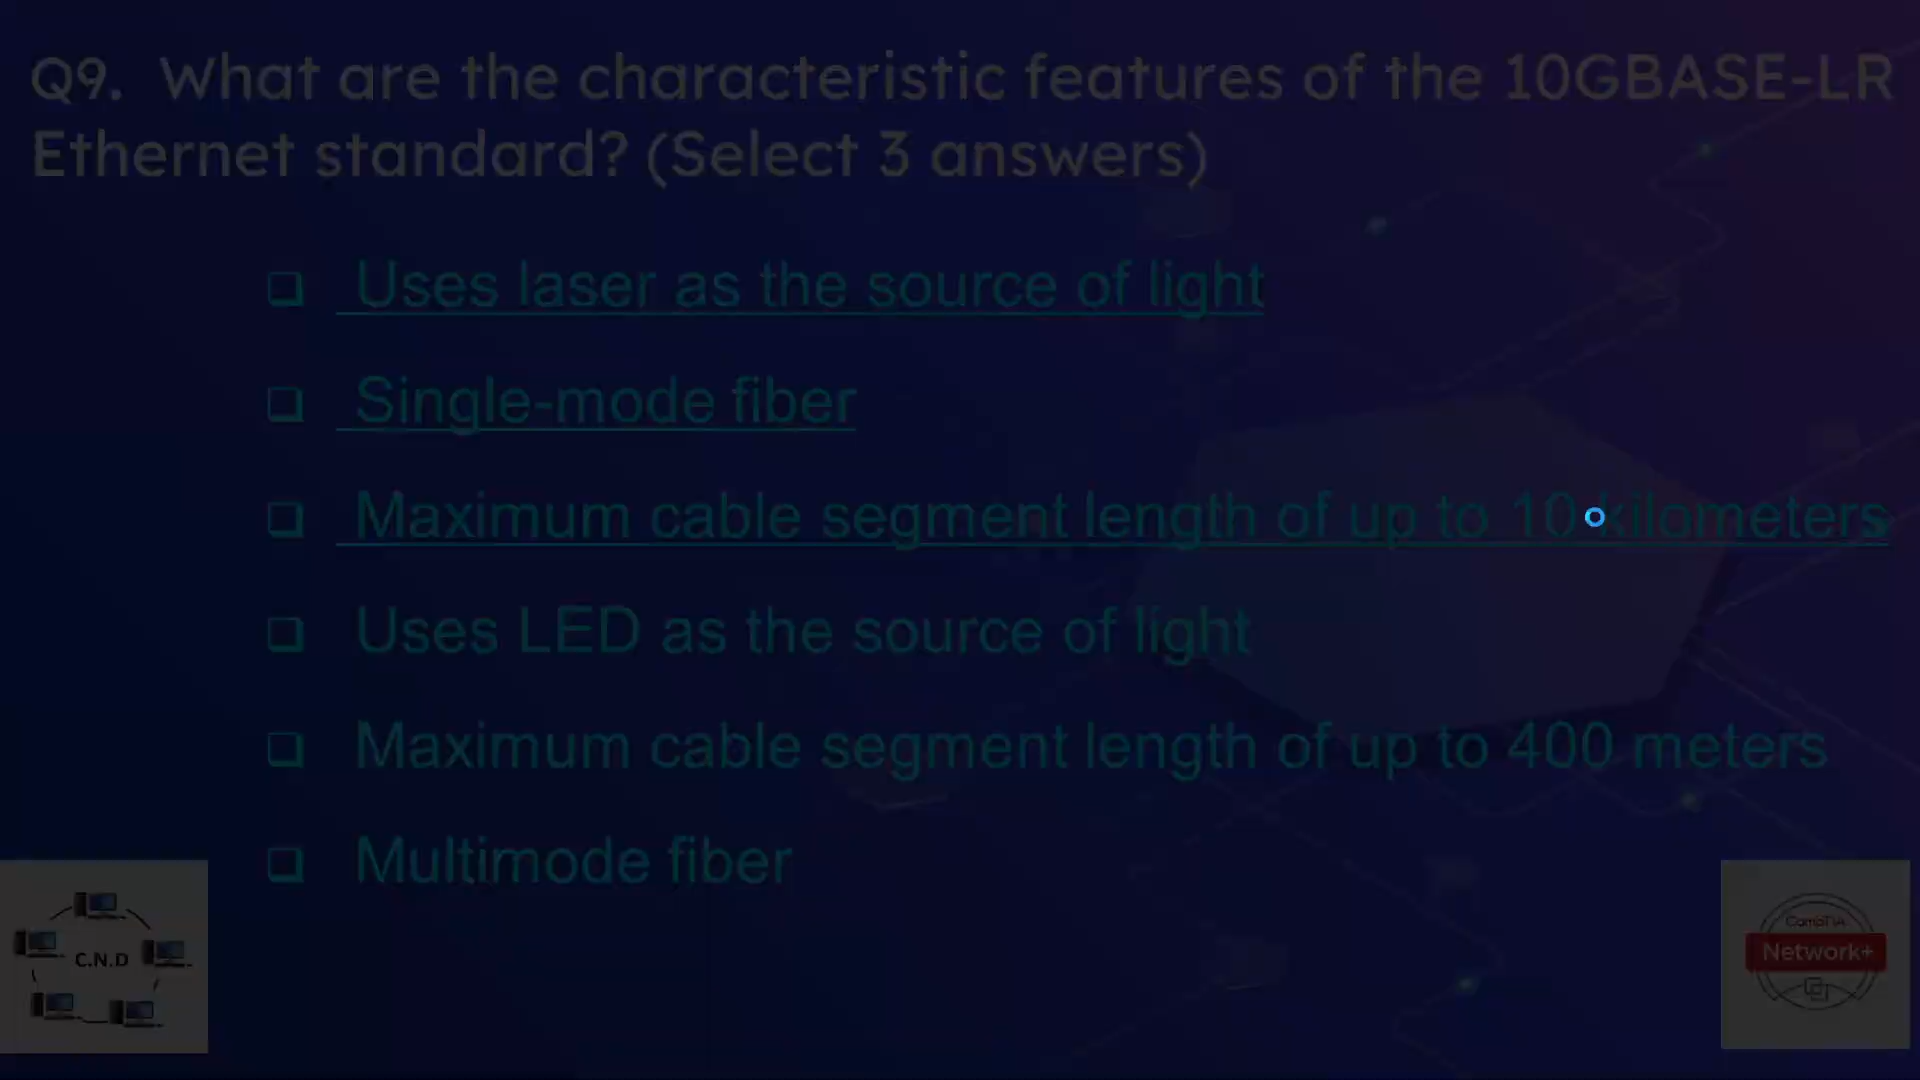 Q9. What are the characteristic features of the 10GBASE-LR
Ethernet standard? (Select 3 answers)
Uses laser as the source of light
Single-mode fiber
Maximum cable segment length of up to 10 kilometers
Uses LED as the source of light
Maximum cable segment length of up to 400 meters
Multimode fiber
C.N.D
CompTIA
Network+